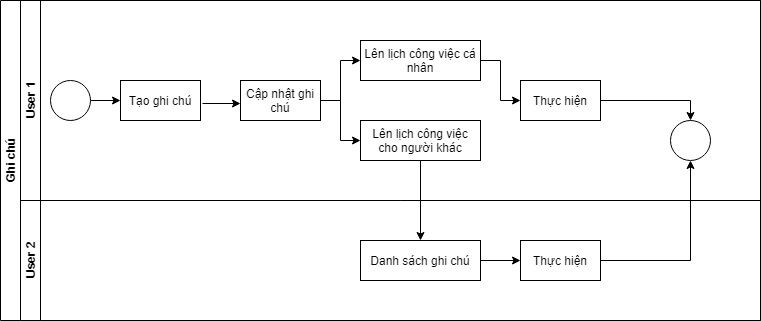 Ghi chú
User 1
Tạo ghi chú
Cập nhật ghi
chú
Lên lịch công việc cá
nhân
Thực hiện
Lên lịch công việc
cho người khác
User 2
Danh sách ghi chú
Thực hiện